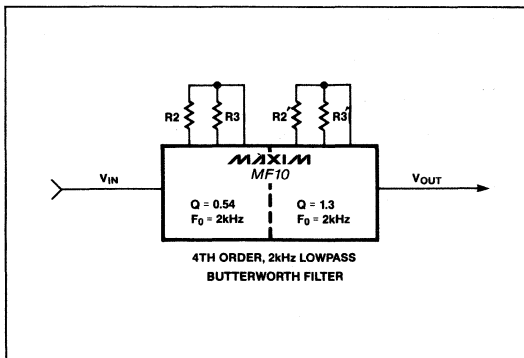 R2 R3 R2' R3'
MAXIM
MF10
VIN VOUT
Q = 0.54 Q = 1.3
F0 = 2kHz F0 = 2kHz
4TH ORDER, 2kHz LOWPASS
BUTTERWORTH FILTER